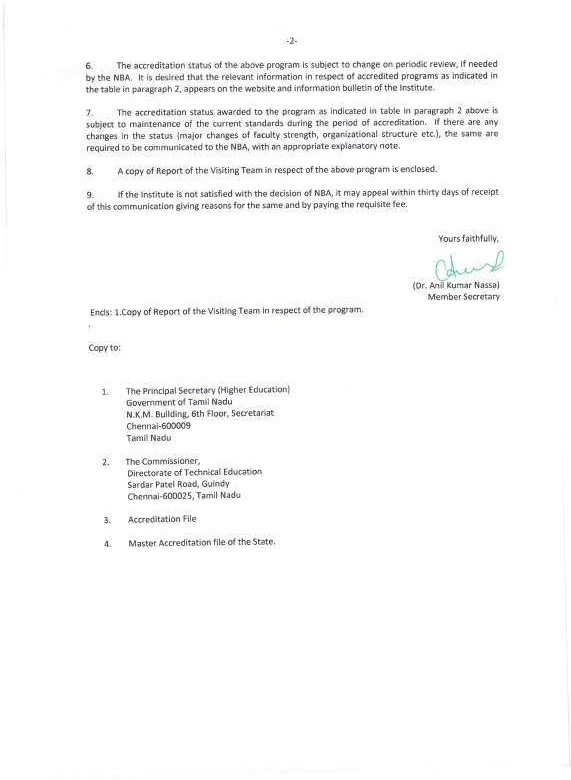 -2-
6. The accreditation status of the above program is subject to change on periodic review, if needed
by the NBA. It is desired that the relevant information in respect of accredited programs as indicated in
the table in paragraph 2, appears on the website and information bulletin of the Institute.
7. The accreditation status awarded to the program as indicated in table in paragraph 2 above is
subject to maintenance of the current standards during the period of accreditation. If there are any
changes in the status (major changes of faculty strength, organizational structure etc.), the same are
required to be communicated to the NBA, with an appropriate explanatory note.
8. A copy of Report of the Visiting Team in respect of the above program is enclosed.
9. If the Institute is not satisfied with the decision of NBA, it may appeal within thirty days of receipt
of this communication giving reasons for the same and by paying the requisite fee.
Yours faithfully,
(Dr. Anil Kumar Nassa)
Member Secretary
Encls: 1.Copy of Report of the Visiting Team in respect of the program.
Copy to:
1. The Principal Secretary (Higher Education)
Government of Tamil Nadu
N.K.M. Building, 6th Floor, Secretariat
Chennai-600009
Tamil Nadu
2. The Commissioner,
Directorate of Technical Education
Sardar Patel Road, Guindy
Chennai-600025, Tamil Nadu
3. Accreditation File
4. Master Accreditation file of the State.